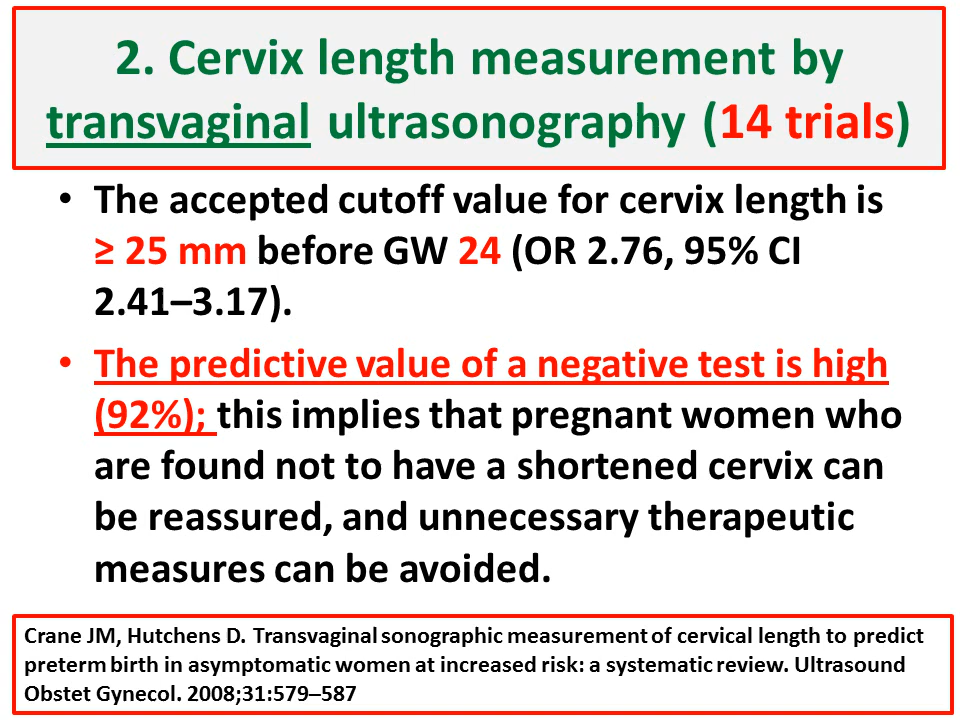 2. Cervix length measurement by
transvaginal ultrasonography (14 trials)
• The accepted cutoff value for cervix length is
≥ 25 mm before GW 24 (OR 2.76, 95% CI
2.41–3.17).
• The predictive value of a negative test is high
(92%); this implies that pregnant women who
are found not to have a shortened cervix can
be reassured, and unnecessary therapeutic
measures can be avoided.
Crane JM, Hutchens D. Transvaginal sonographic measurement of cervical length to predict
preterm birth in asymptomatic women at increased risk: a systematic review. Ultrasound
Obstet Gynecol. 2008;31:579–587